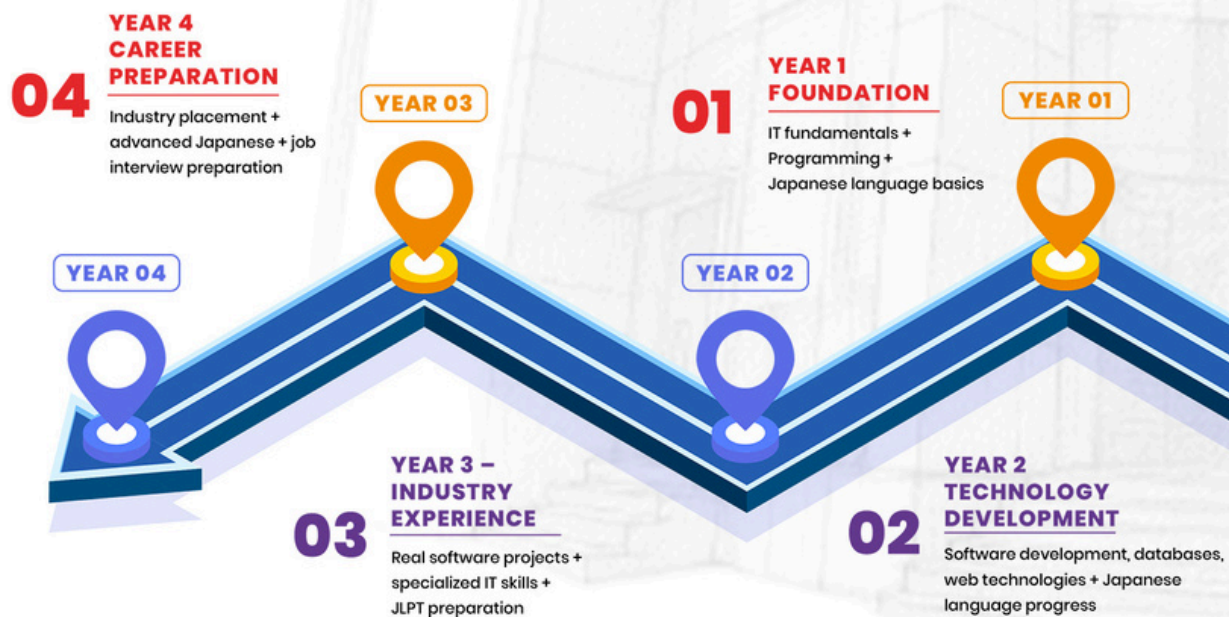 YEAR 4
CAREER
PREPARATION
04
Industry placement +
advanced Japanese + job
interview preparation
YEAR 03
YEAR 1
FOUNDATION
01
IT fundamentals +
Programming +
Japanese language basics
YEAR 01
YEAR 04
YEAR 02
YEAR 3 –
INDUSTRY
EXPERIENCE
03
Real software projects +
specialized IT skills +
JLPT preparation
YEAR 2
TECHNOLOGY
DEVELOPMENT
02
Software development, databases,
web technologies + Japanese
language progress